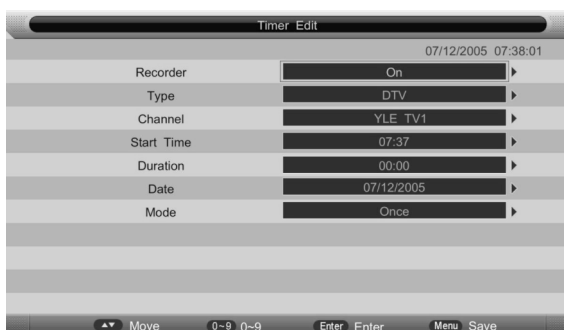 Timer Edit
07/12/2005 07:38:01
Recorder On
Type DTV
Channel YLE TV1
Start Time 07:37
Duration 00:00
Date 07/12/2005
Mode Once
Move 0~9 0~9 Enter Enter Menu Save